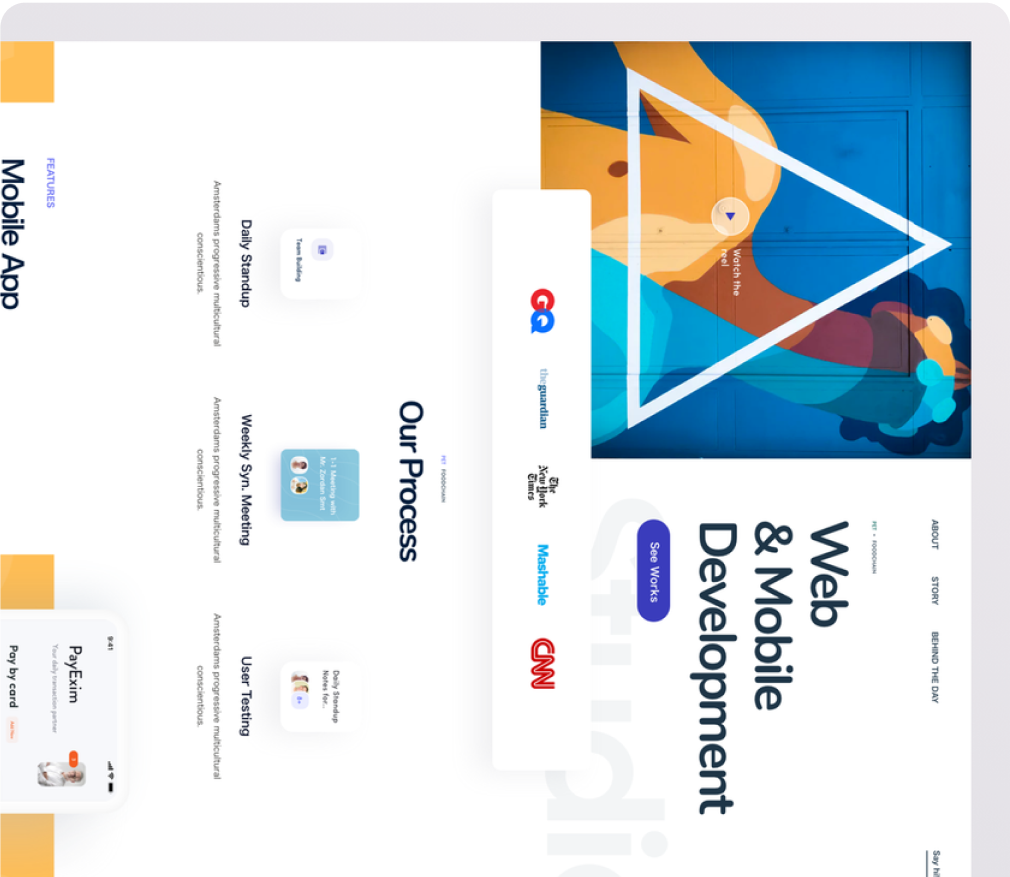 ABOUT
STORY
BEHIND THE DAY
Say hi!
Watch the
reel
PET • FOODCHAIN
Web
& Mobile
Development
See Works
Studio
GQ
theguardian
The
New York
Times
Mashable
CNN
PET FOODCHAIN
Our Process
Team Building
Daily Standup
Amsterdams progressive multicultural
conscientious.
1-1 Meeting with
Mr. Zordan Smt
Weekly Syn. Meeting
Amsterdams progressive multicultural
conscientious.
Daily Standup
Notes for..
8+
User Testing
Amsterdams progressive multicultural
conscientious.
FEATURES
Mobile App
9:41
PayExim
Your daily transaction partner
Pay by card